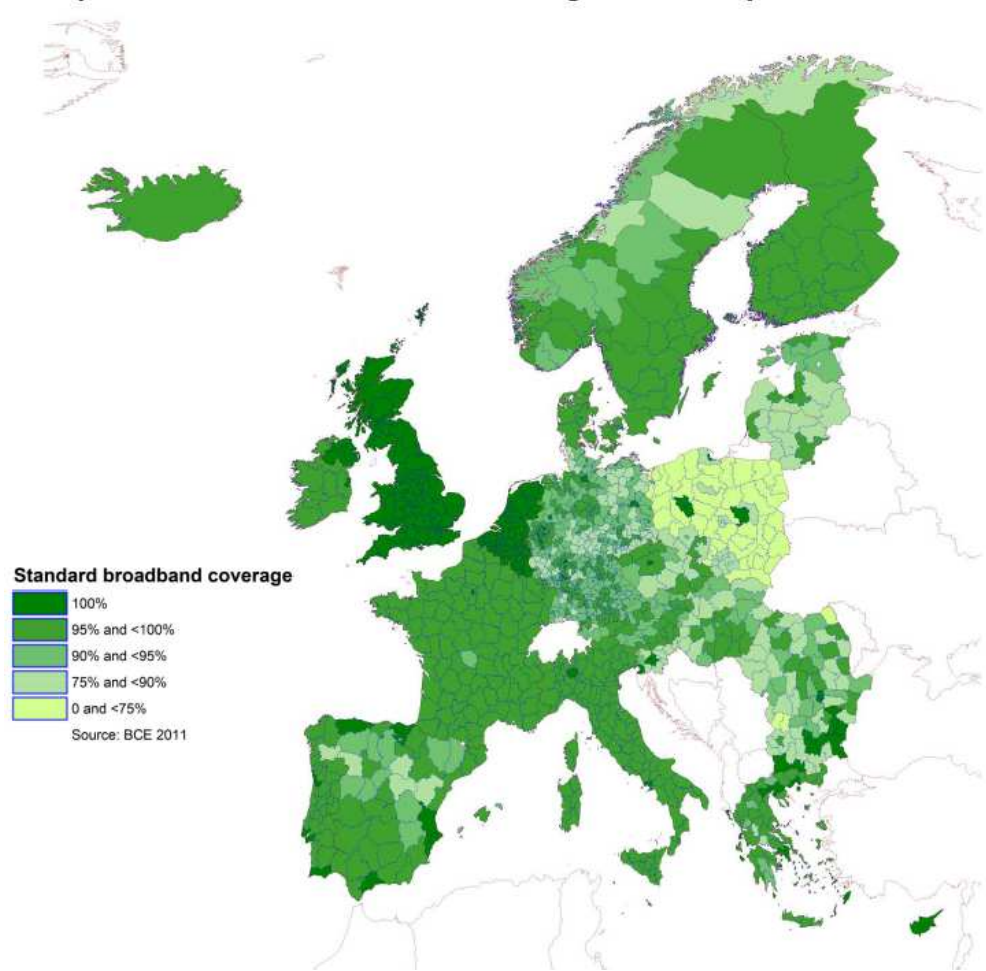 Standard broadband coverage
100%
95% and <100%
90% and <95%
75% and <90%
0 and <75%
Source: BCE 2011